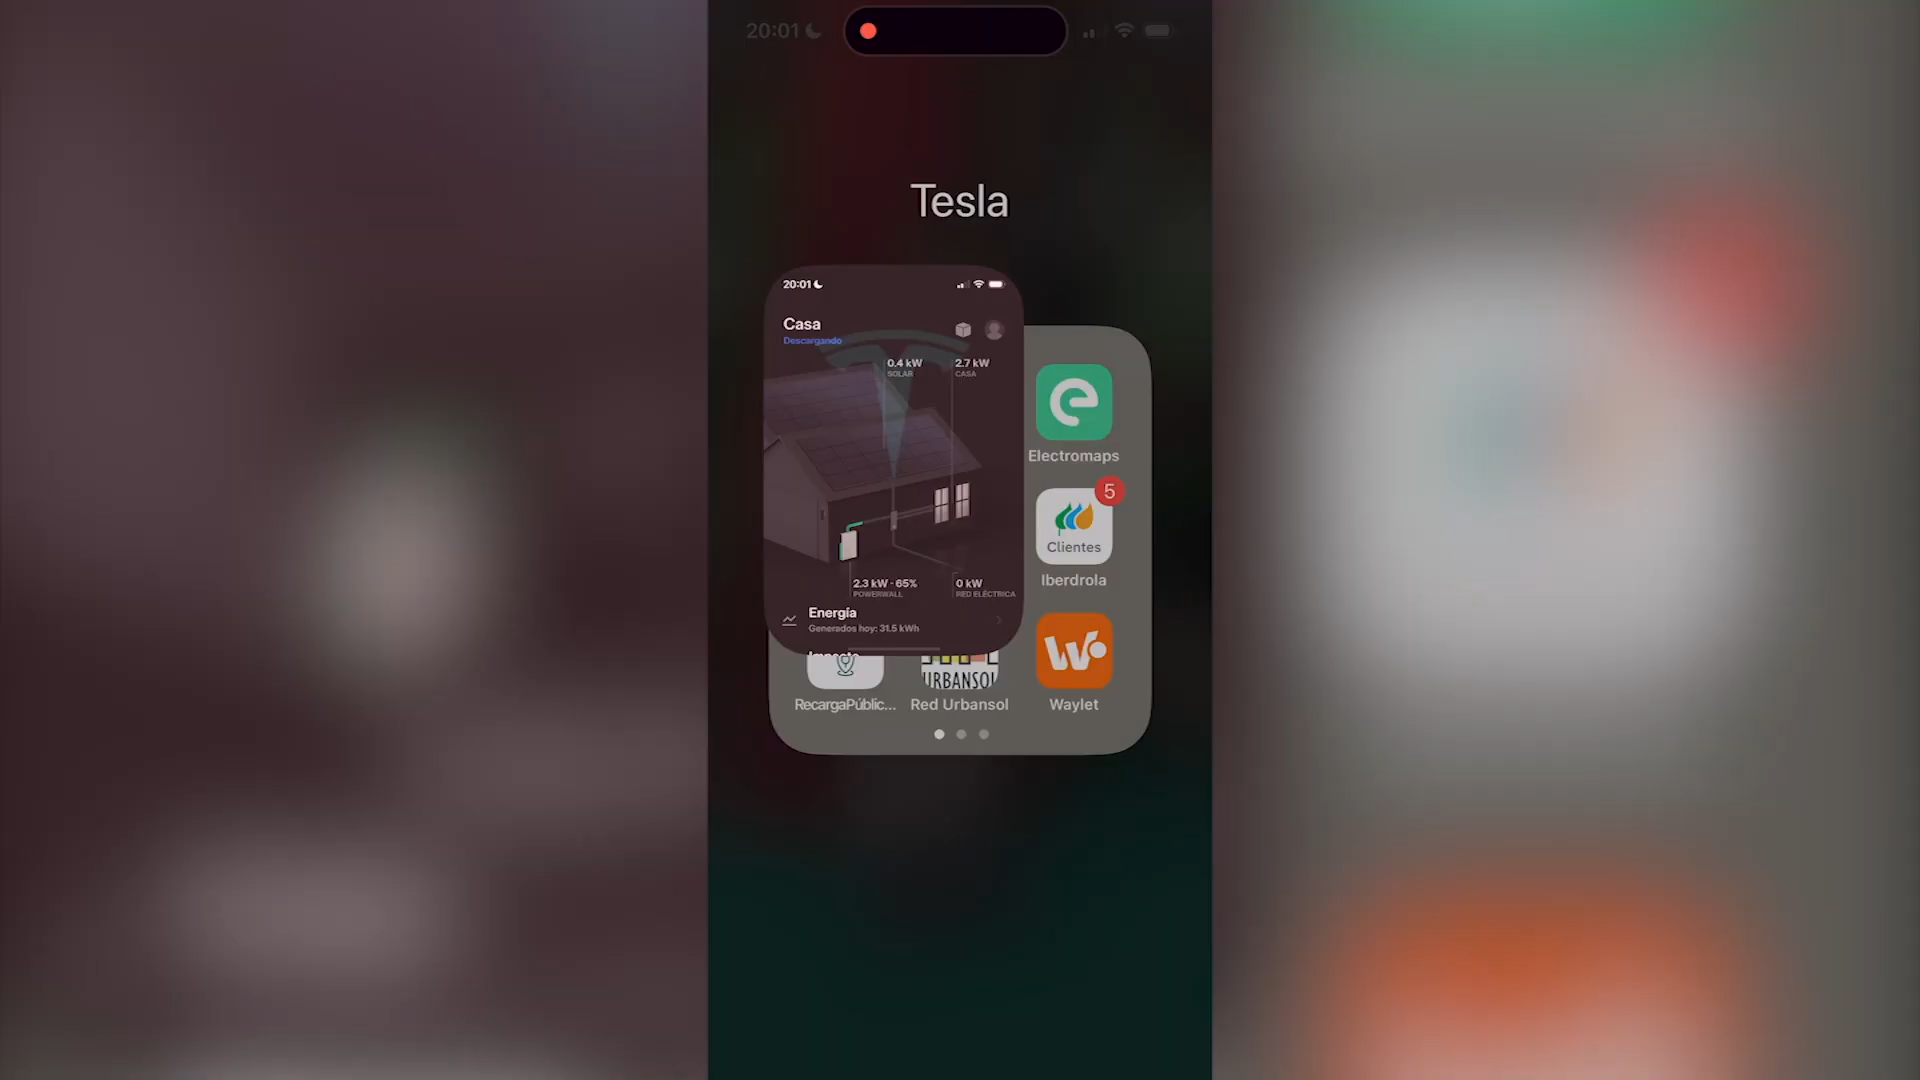 20:01
Tesla
20:01
Casa
Descargando
0.4 kW
SOLAR
2.7 kW
CASA
2.3 kW · 65%
POWERWALL
0 kW
RED ELÉCTRICA
Energía
Generados hoy: 31.5 kWh
Electromaps
5
Clientes
Iberdrola
URBANSOL
RecargaPúblic...
Red Urbansol
Waylet